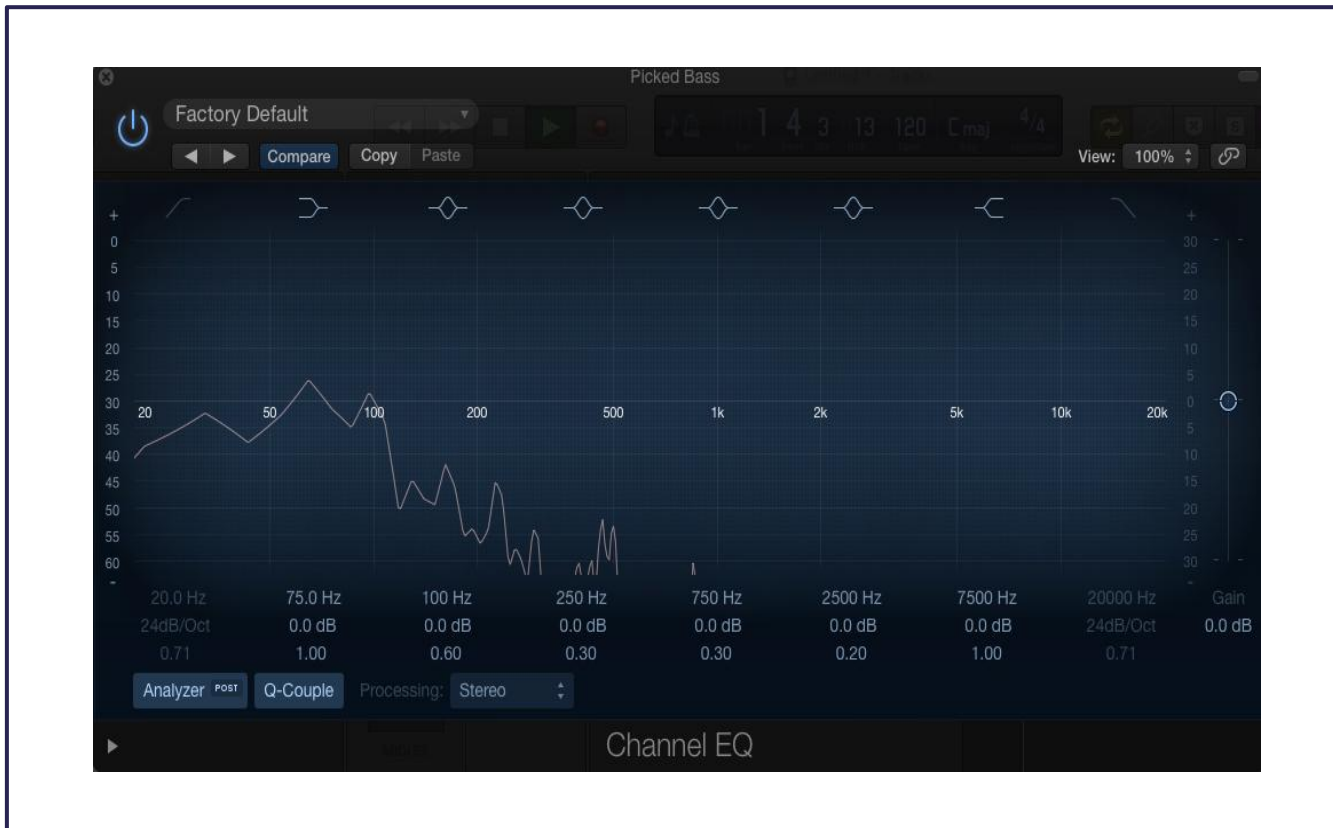 Picked Bass
Factory Default
1 4 3 13 120 Cmaj 4/4
Compare Copy Paste
View: 100%
+ +
0 30
5 25
10 20
15 15
20 10
25 5
30 20 50 100 200 500 1k 2k 5k 10k 20k 0
35 5
40 10
45 15
50 20
55 25
60 30
- -
20.0 Hz 75.0 Hz 100 Hz 250 Hz 750 Hz 2500 Hz 7500 Hz 20000 Hz Gain
24dB/Oct 0.0 dB 0.0 dB 0.0 dB 0.0 dB 0.0 dB 0.0 dB 24dB/Oct 0.0 dB
0.71 1.00 0.60 0.30 0.30 0.20 1.00 0.71
Analyzer POST Q-Couple Processing: Stereo
Channel EQ